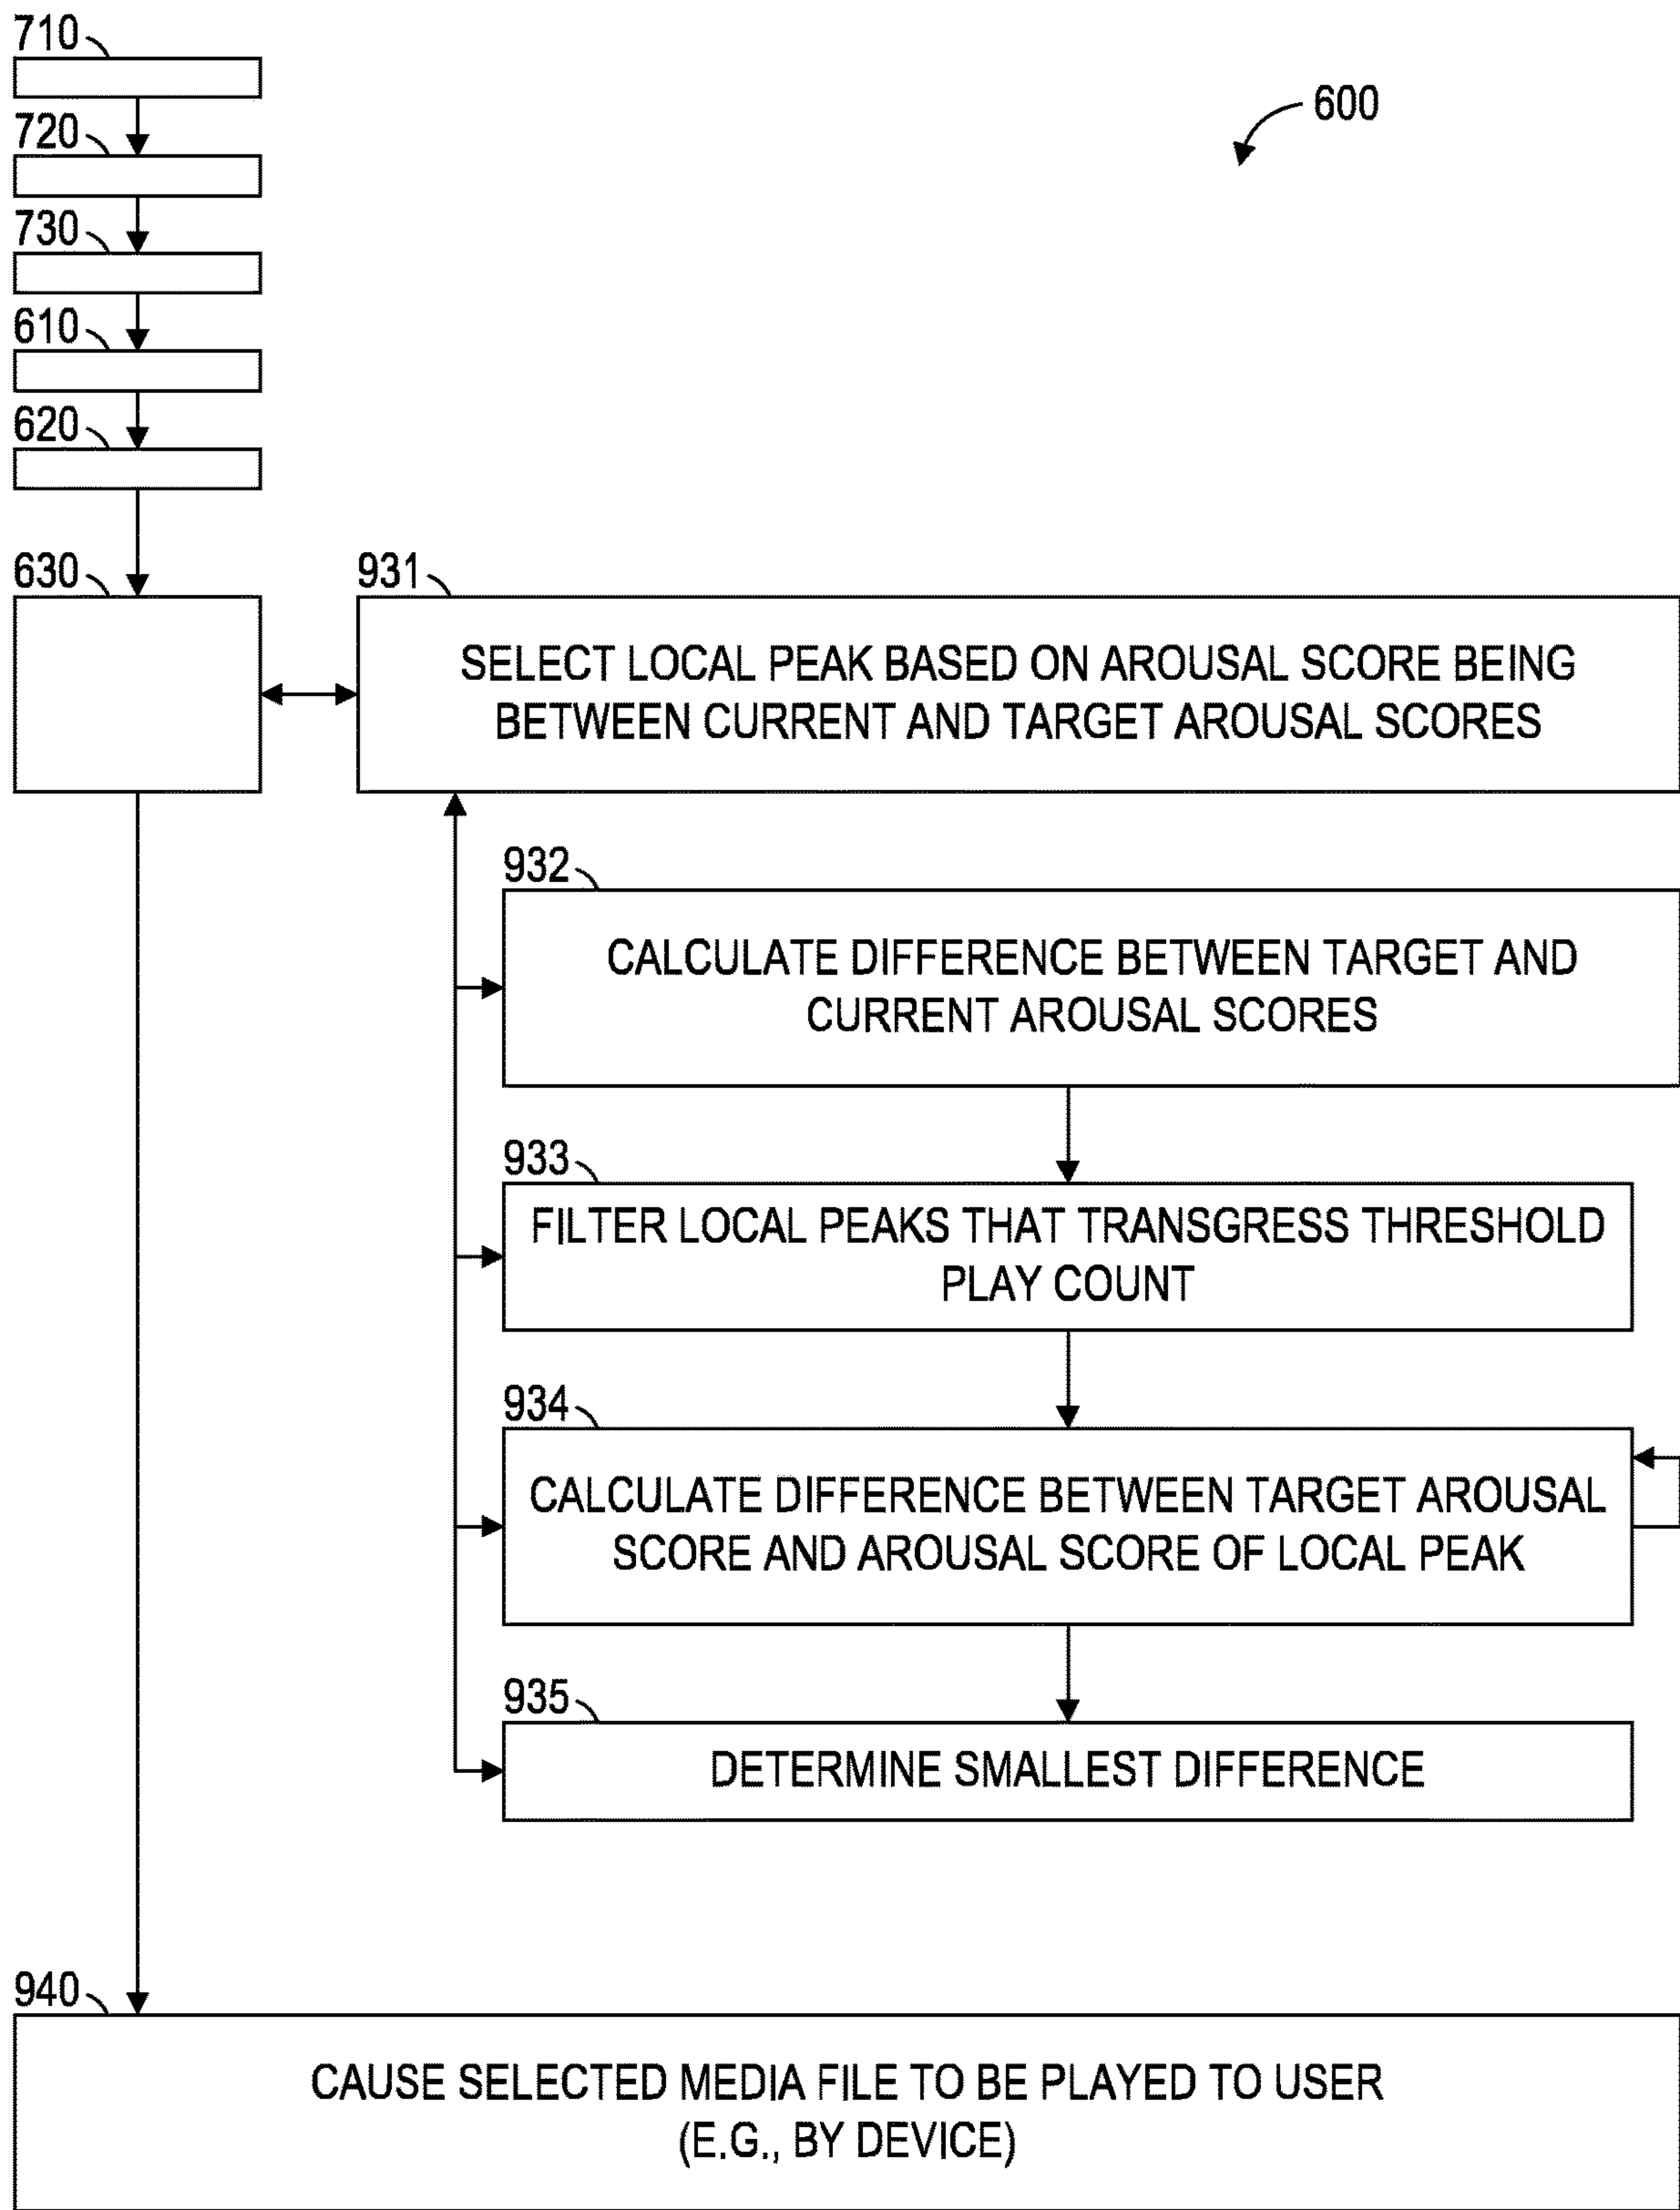 710
600
720
730
610
620
630
931
SELECT LOCAL PEAK BASED ON AROUSAL SCORE BEING
BETWEEN CURRENT AND TARGET AROUSAL SCORES
932
CALCULATE DIFFERENCE BETWEEN TARGET AND
CURRENT AROUSAL SCORES
933
FILTER LOCAL PEAKS THAT TRANSGRESS THRESHOLD
PLAY COUNT
934
CALCULATE DIFFERENCE BETWEEN TARGET AROUSAL
SCORE AND AROUSAL SCORE OF LOCAL PEAK
935
DETERMINE SMALLEST DIFFERENCE
940
CAUSE SELECTED MEDIA FILE TO BE PLAYED TO USER
(E.G., BY DEVICE)